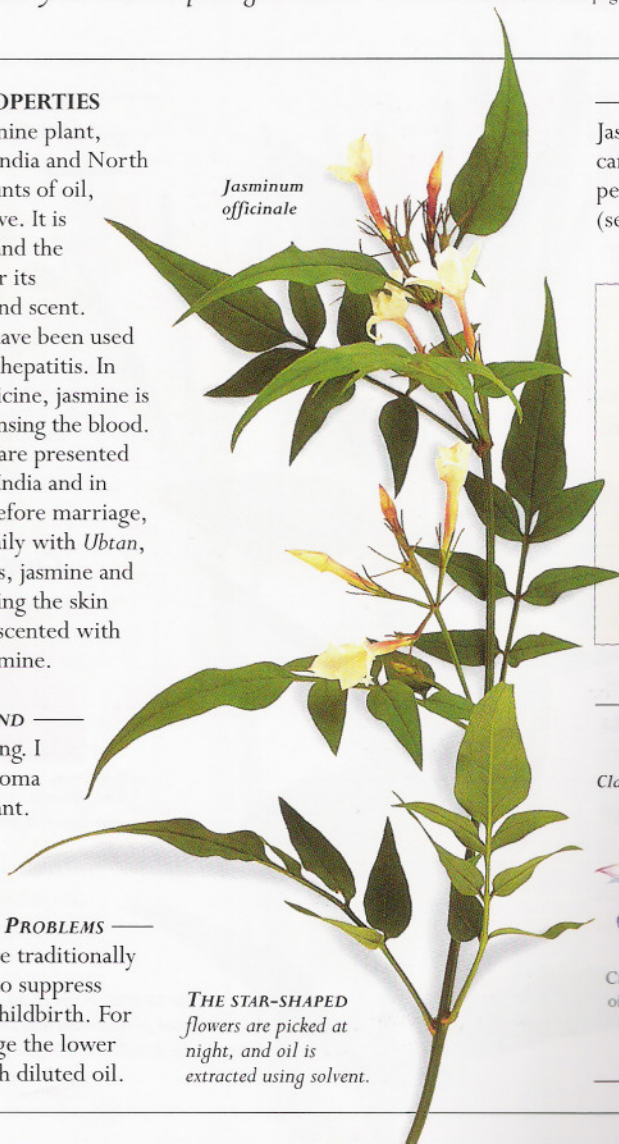 OPERTIES
nine plant,
ndia and North
nts of oil,
ve. It is
and the
r its
nd scent.
ave been used
hepatitis. In
icine, jasmine is
nsing the blood.
are presented
India and in
efore marriage,
ily with Ubtan,
s, jasmine and
ing the skin
scented with
mine.
ND
ng. I
oma
nt.
PROBLEMS
e traditionally
o suppress
hildbirth. For
ge the lower
h diluted oil.
Jasminum
officinale
THE STAR-SHAPED
flowers are picked at
night, and oil is
extracted using solvent.
Jas
can
pe
(se
Cla